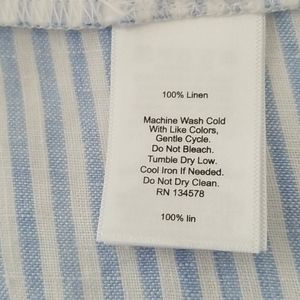 100% Linen
Machine Wash Cold
With Like Colors,
Gentle Cycle.
Do Not Bleach.
Tumble Dry Low.
Cool Iron If Needed.
Do Not Dry Clean.
RN 134578
100% lin